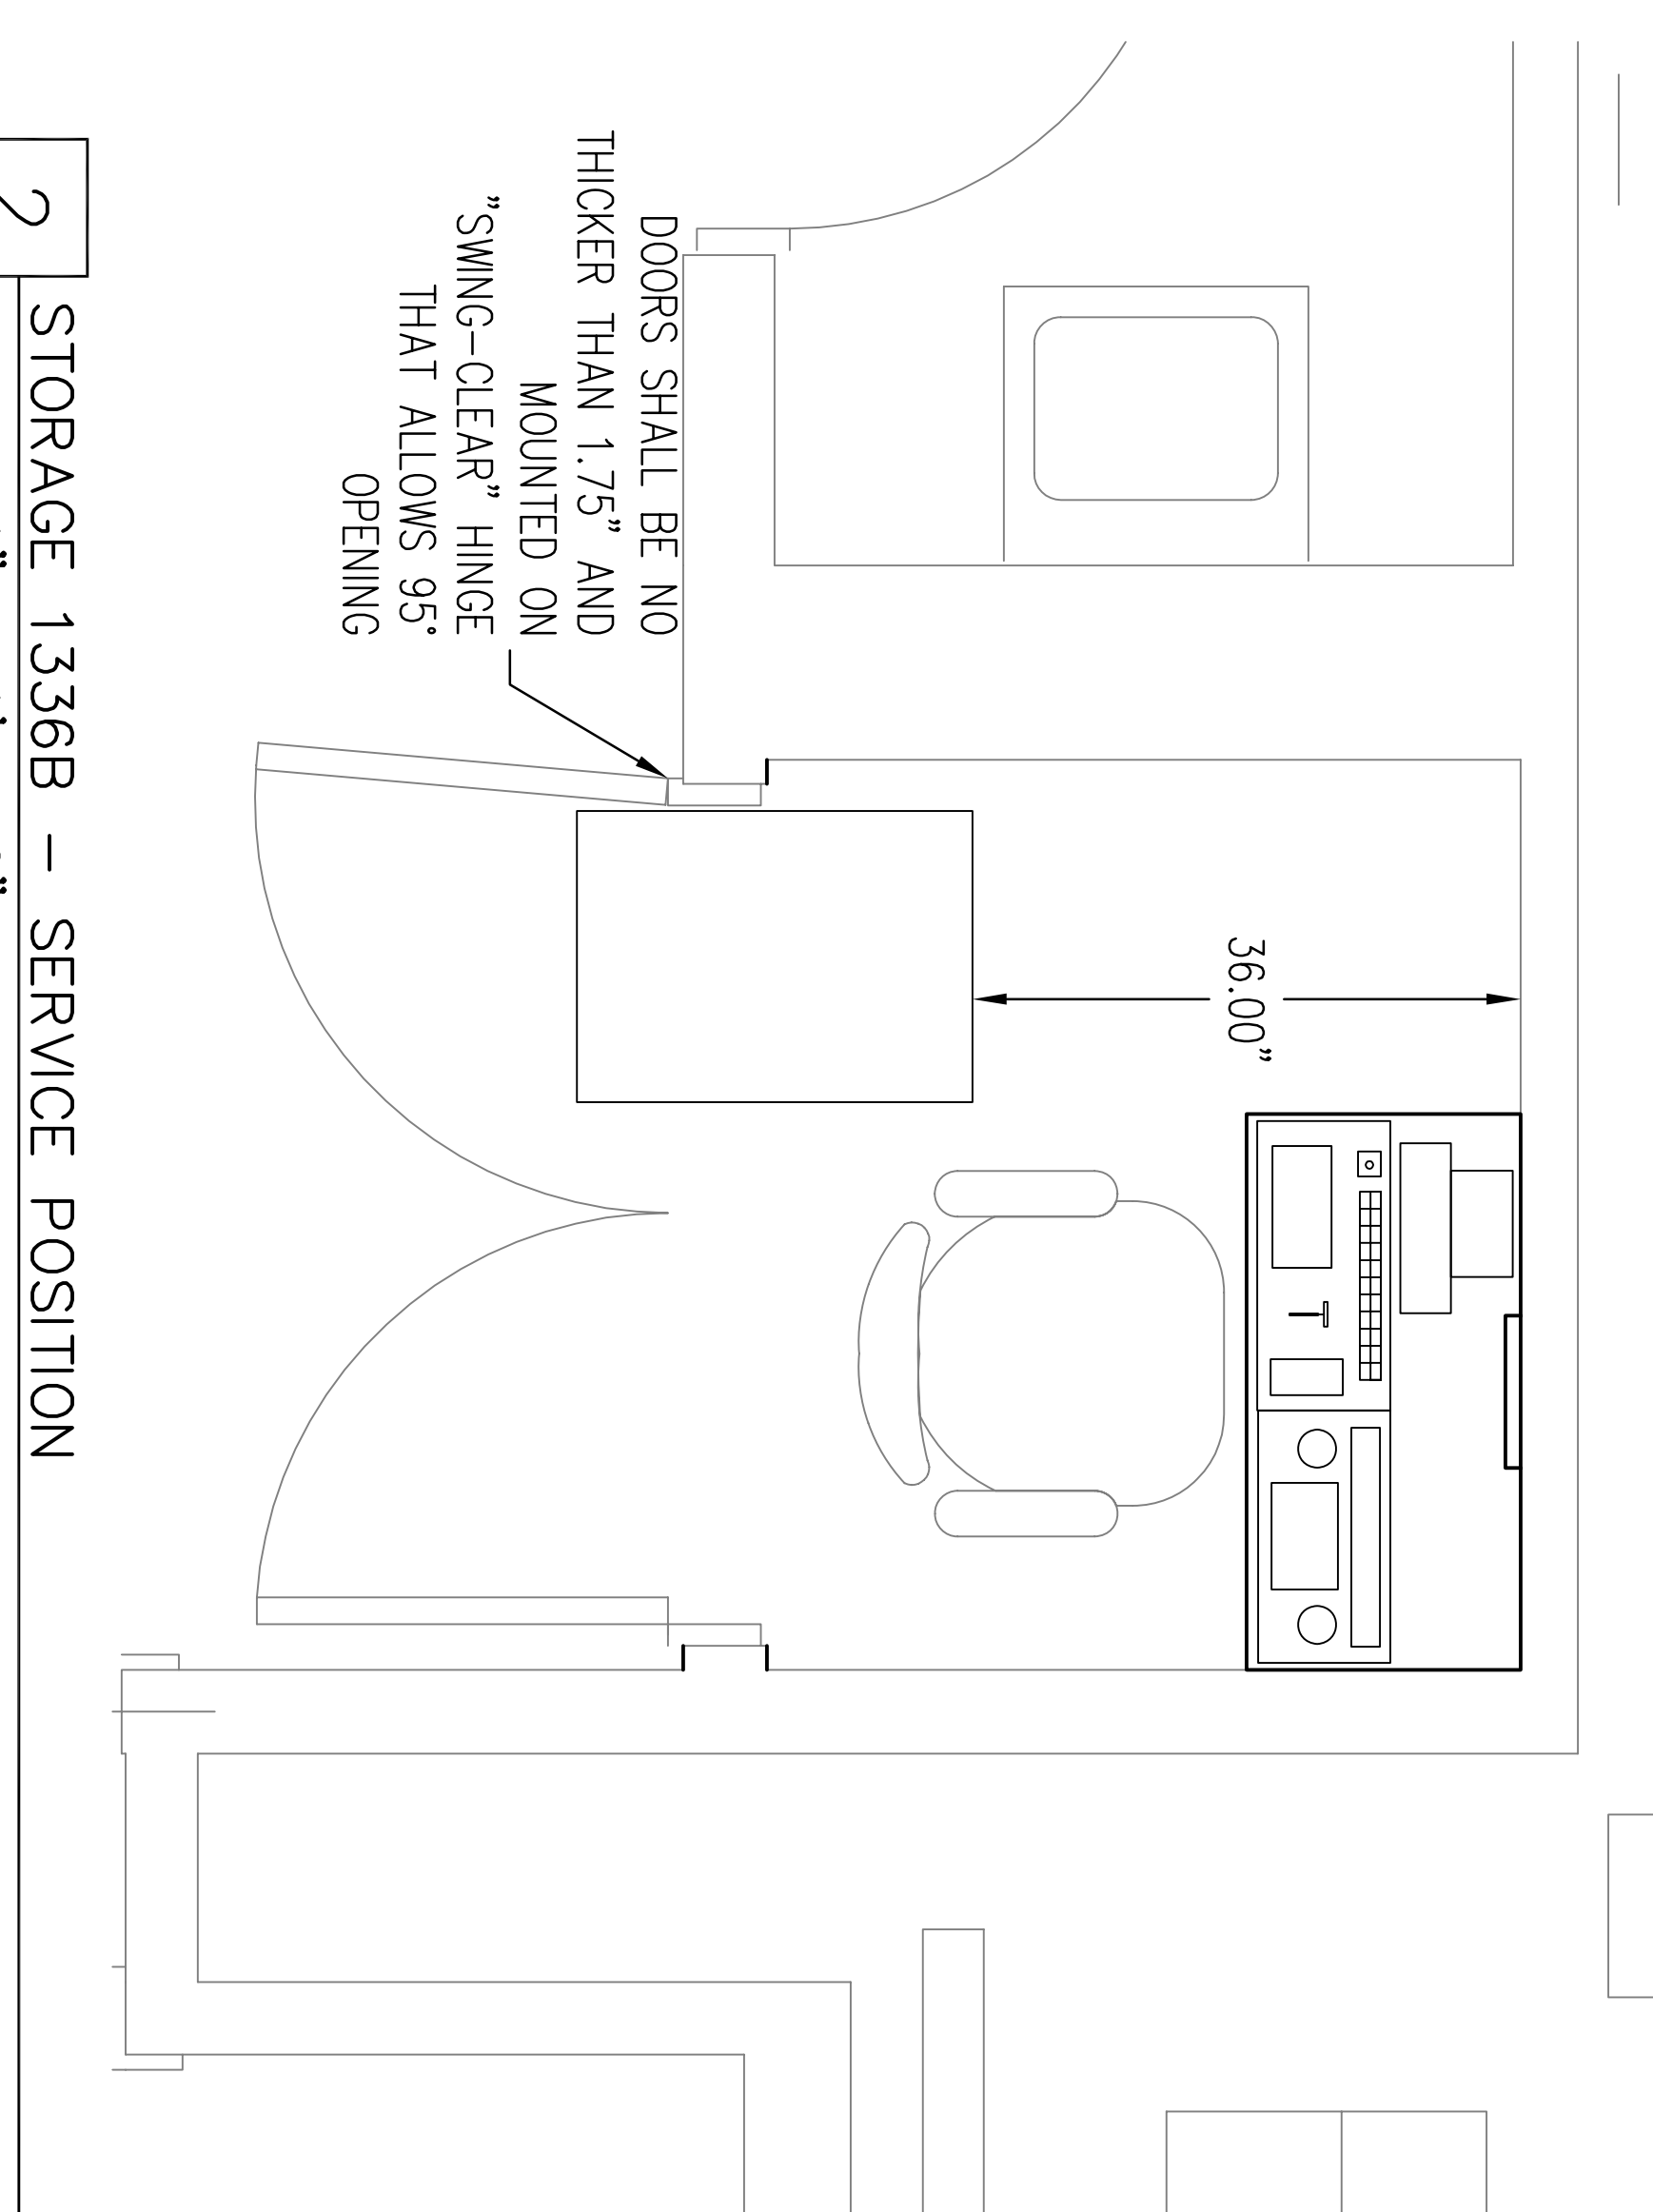 DOORS SHALL BE NO
THICKER THAN 1.75" AND
MOUNTED ON
"SWING-CLEAR" HINGE
THAT ALLOWS 95°
OPENING
36.00"
2
STORAGE 1336B - SERVICE POSITION